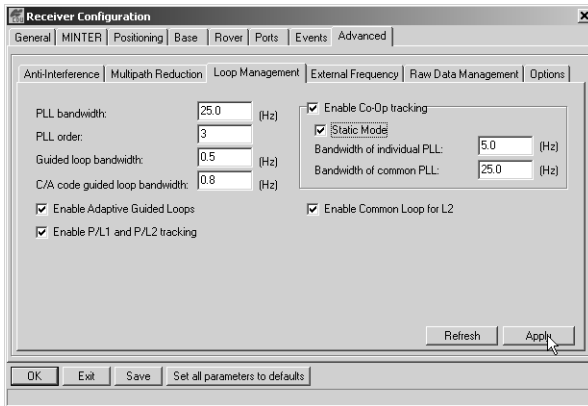 Receiver Configuration
General MINTER Positioning Base Rover Ports Events Advanced
Anti-Interference Multipath Reduction Loop Management External Frequency Raw Data Management Options
PLL bandwidth: 25.0 (Hz)
PLL order: 3 (Hz)
Guided loop bandwidth: 0.5 (Hz)
C/A code guided loop bandwidth: 0.8 (Hz)
Enable Adaptive Guided Loops
Enable P/L1 and P/L2 tracking
Enable Co-Op tracking
Static Mode
Bandwidth of individual PLL: 5.0 (Hz)
Bandwidth of common PLL: 25.0 (Hz)
Enable Common Loop for L2
Refresh Apply
OK Exit Save Set all parameters to defaults